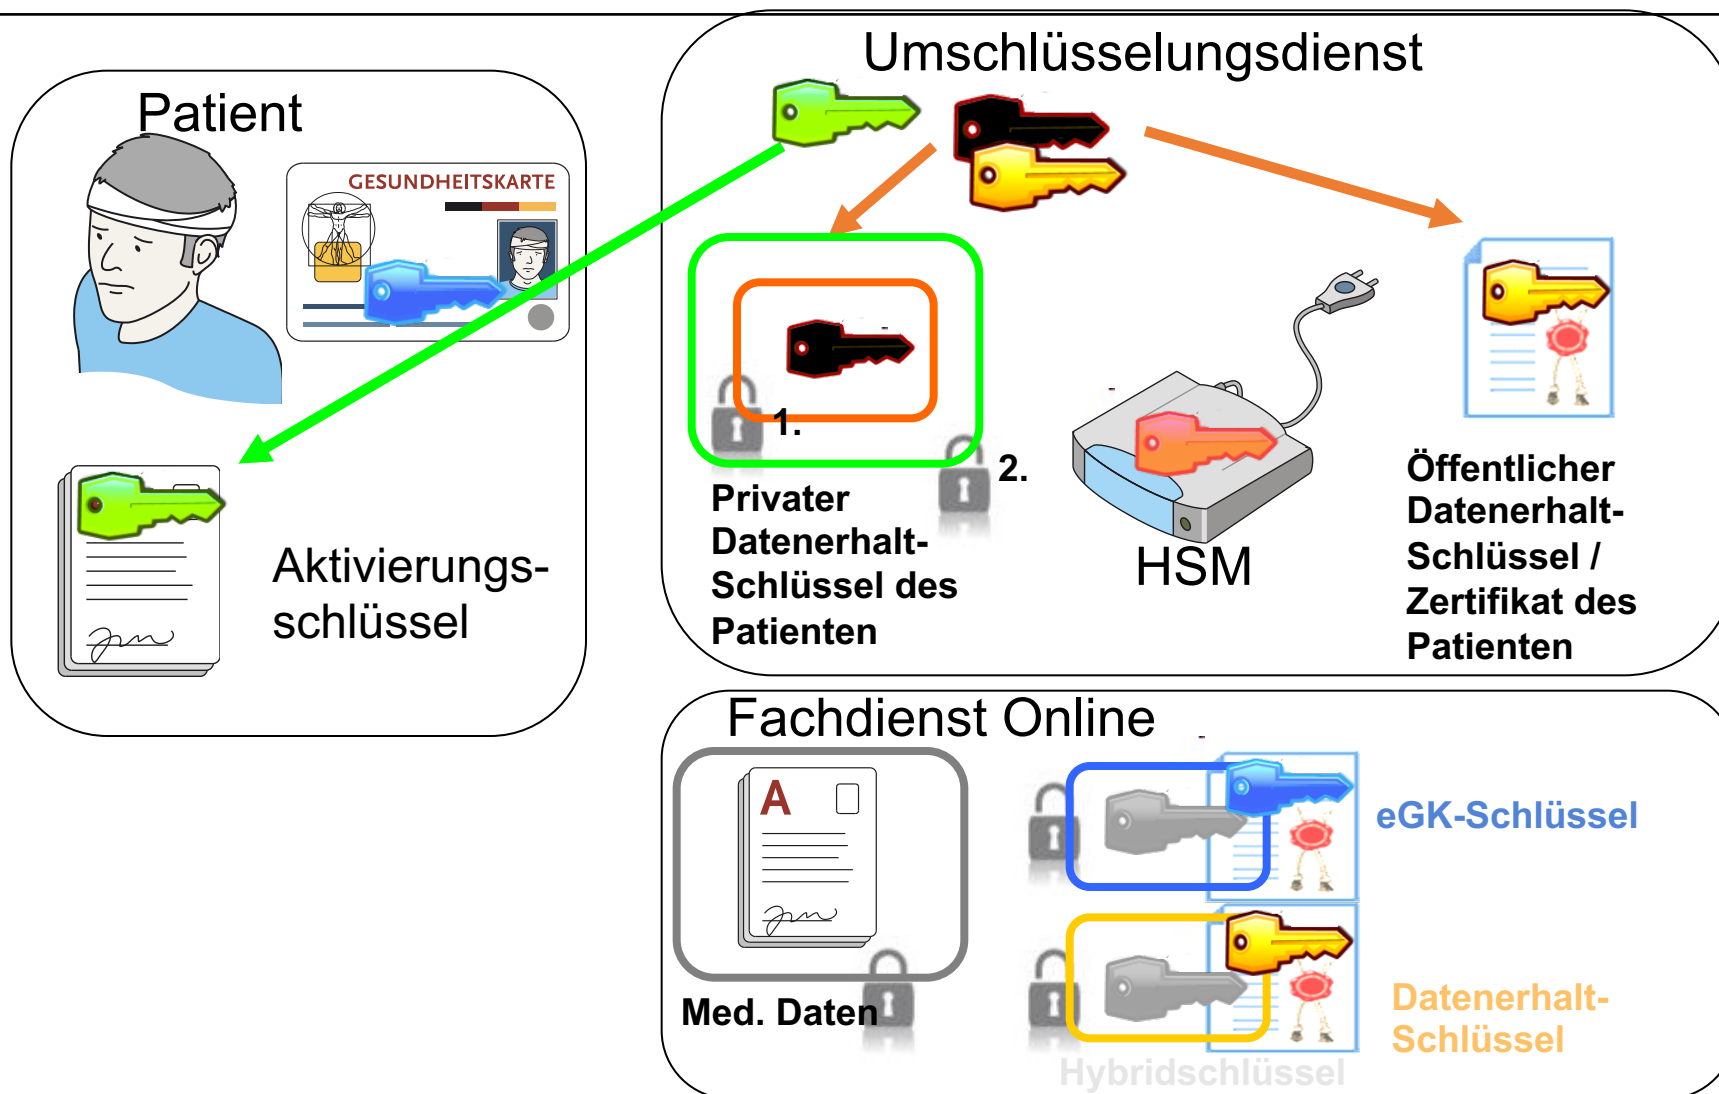 Umschlüsselungsdienst
Patient
GESUNDHEITSKARTE
Aktivierungs-
schlüssel
1.
2.
Privater
Datenerhalt-
Schlüssel des
Patienten
HSM
Öffentlicher
Datenerhalt-
Schlüssel /
Zertifikat des
Patienten
Fachdienst Online
A
Med. Daten
eGK-Schlüssel
Datenerhalt-
Schlüssel
Hybridschlüssel